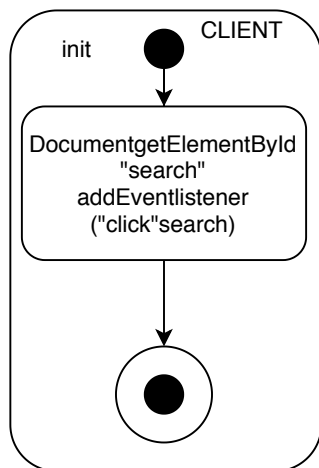 CLIENT
init
DocumentgetElementById
"search"
addEventlistener
("click"search)